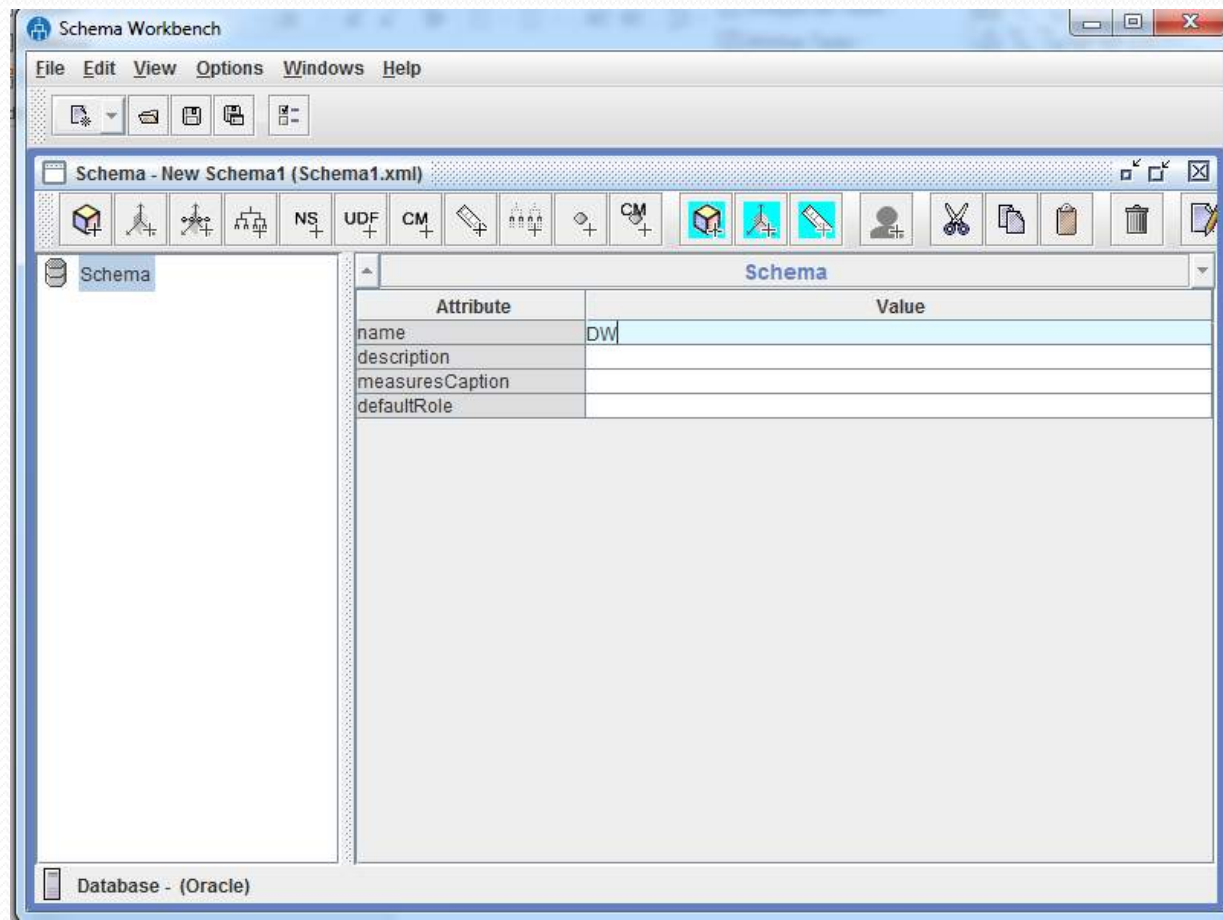 Schema Workbench
File Edit View Options Windows Help
Schema - New Schema1 (Schema1.xml)
NS UDF CM CM
Schema
Schema
Attribute Value
name DW
description
measuresCaption
defaultRole
Database - (Oracle)